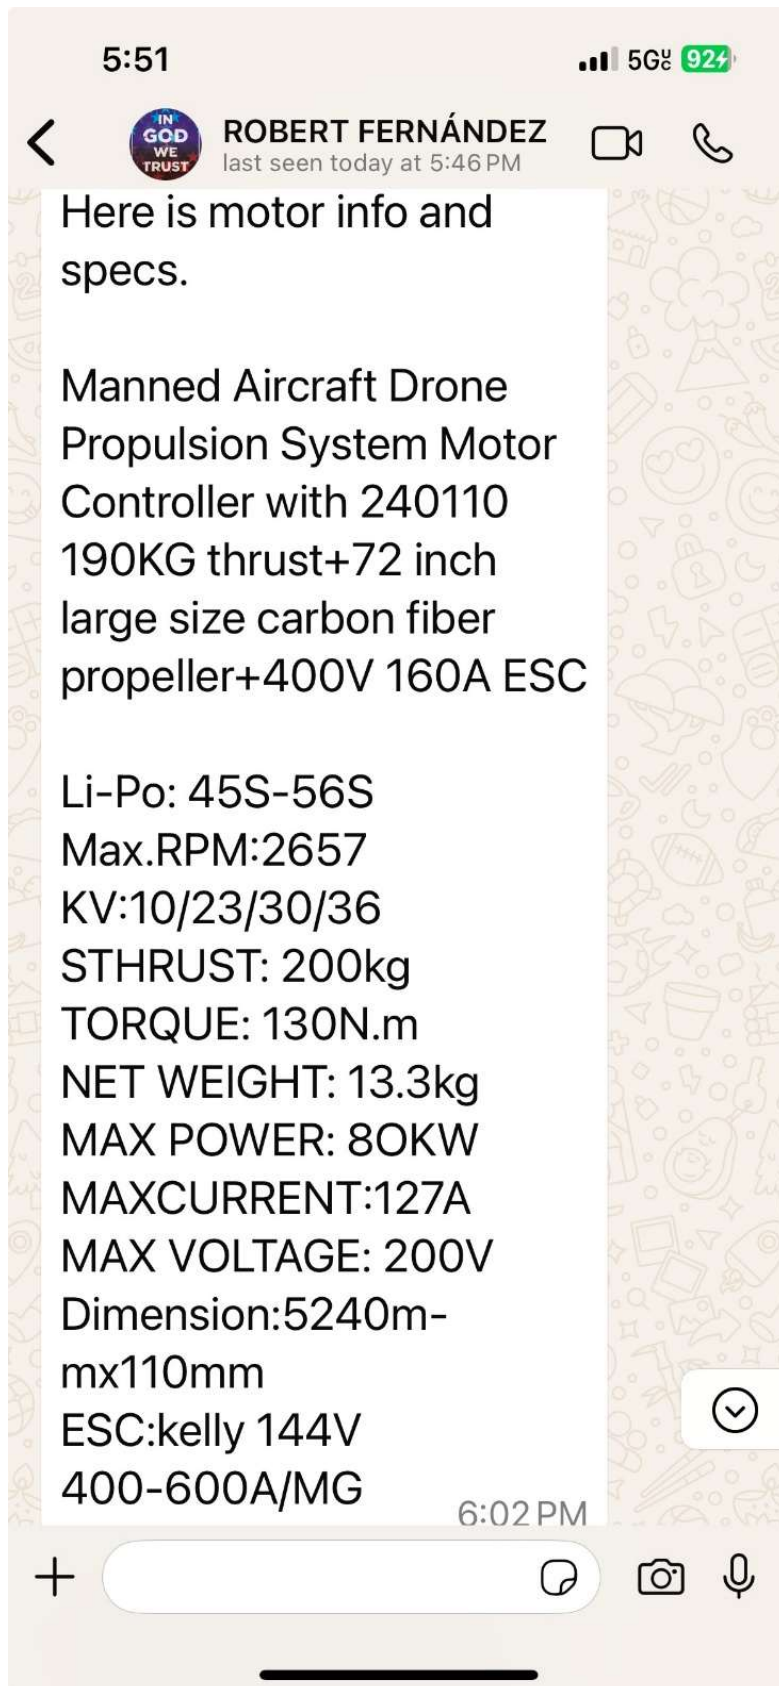 5:51
5G 92
IN
GOD
WE
TRUST
ROBERT FERNÁNDEZ
last seen today at 5:46 PM
Here is motor info and
specs.
Manned Aircraft Drone
Propulsion System Motor
Controller with 240110
190KG thrust+72 inch
large size carbon fiber
propeller+400V 160A ESC
Li-Po: 45S-56S
Max.RPM:2657
KV:10/23/30/36
STHRUST: 200kg
TORQUE: 130N.m
NET WEIGHT: 13.3kg
MAX POWER: 8OKW
MAXCURRENT:127A
MAX VOLTAGE: 200V
Dimension:5240m-
mx110mm
ESC:kelly 144V
400-600A/MG
6:02 PM